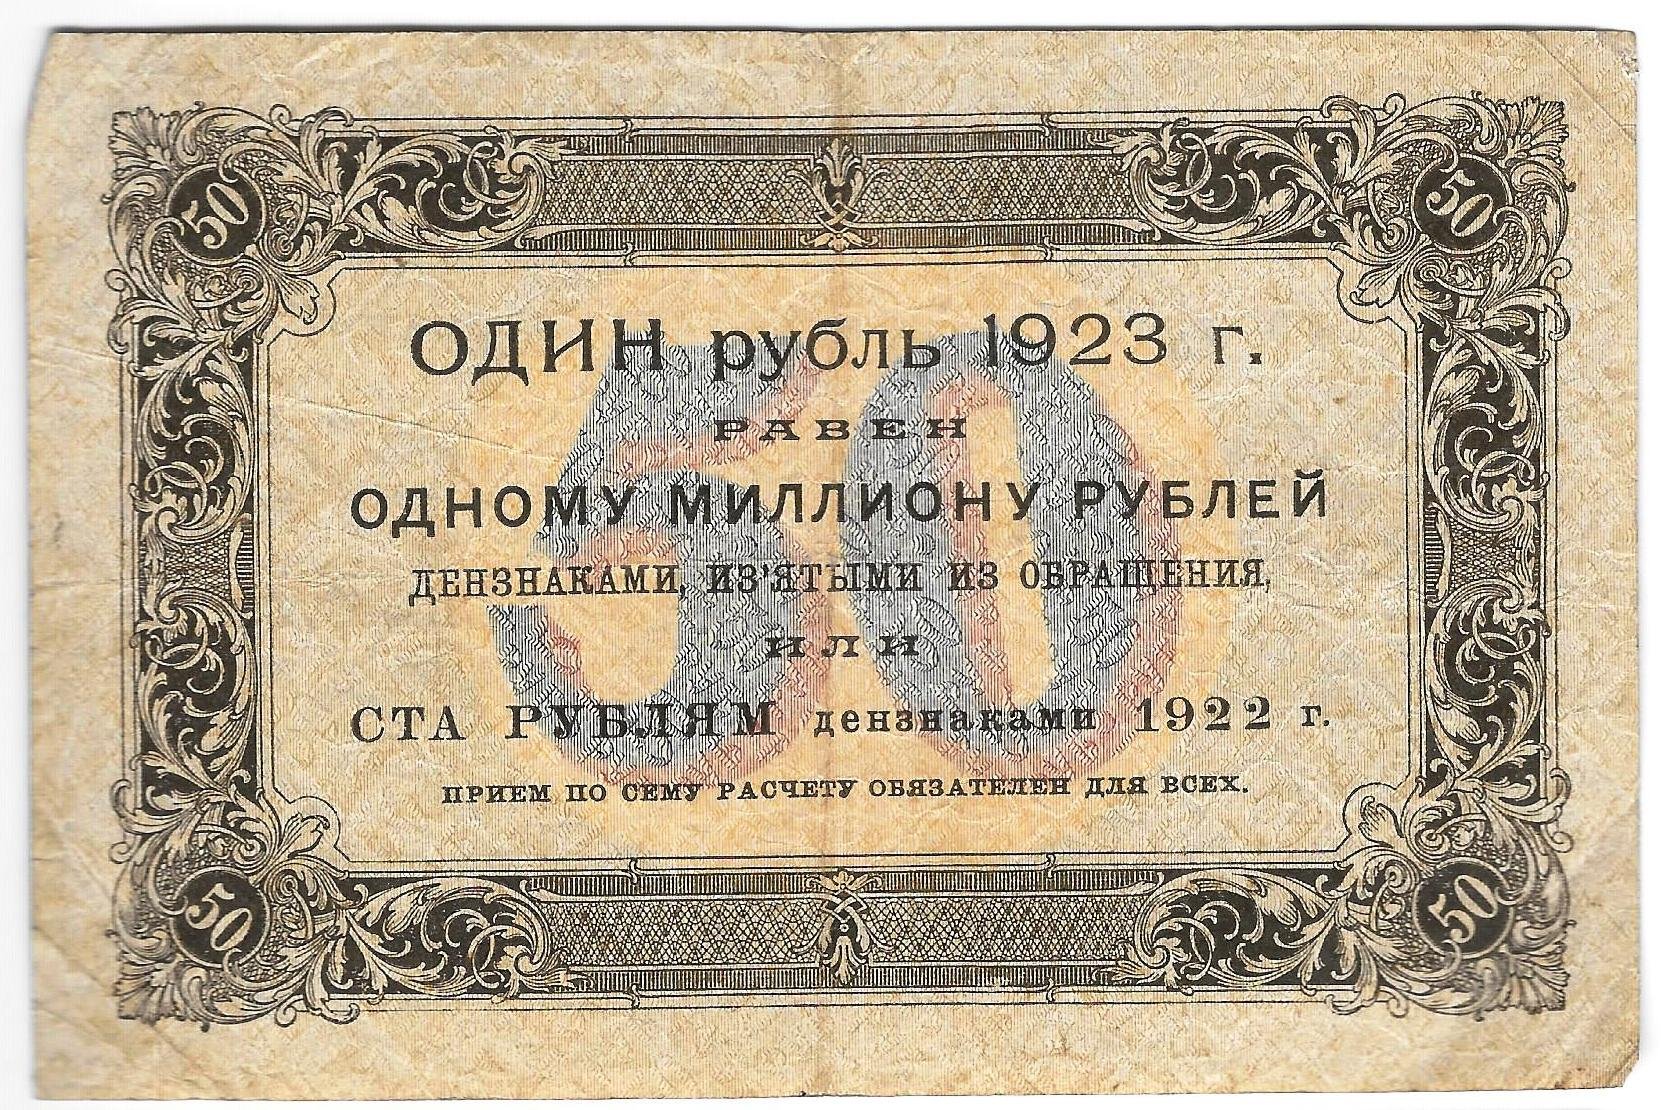 50 50
50
ОДИН рубль 1923 г.
РАВЕН
ОДНОМУ МИЛЛИОНУ РУБЛЕЙ
ДЕНЗНАКАМИ, ИЗ'ЯТЫМИ ИЗ ОБРАЩЕНИЯ,
ИЛИ
СТА РУБЛЯМ дензнаками 1922 г.
ПРИЕМ ПО СЕМУ РАСЧЕТУ ОБЯЗАТЕЛЕН ДЛЯ ВСЕХ.
50 50